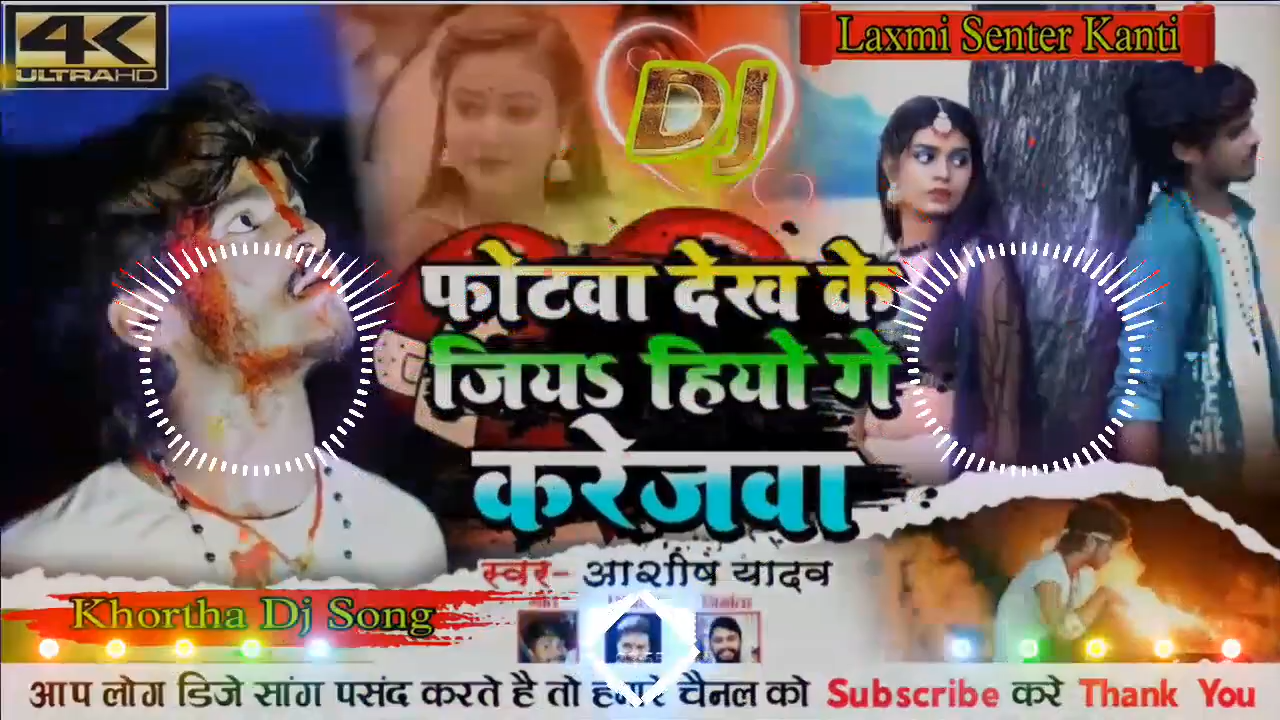 4K
ULTRAHD
Laxmi Senter Kanti
DJ
फोटवा देख के
जियऽ हियो गे
करेजवा
स्वर- आशीष यादव
Khortha Dj Song
आप लोग डिजे सांग पसंद करते है तो हमारे चैनल को Subscribe करे Thank You